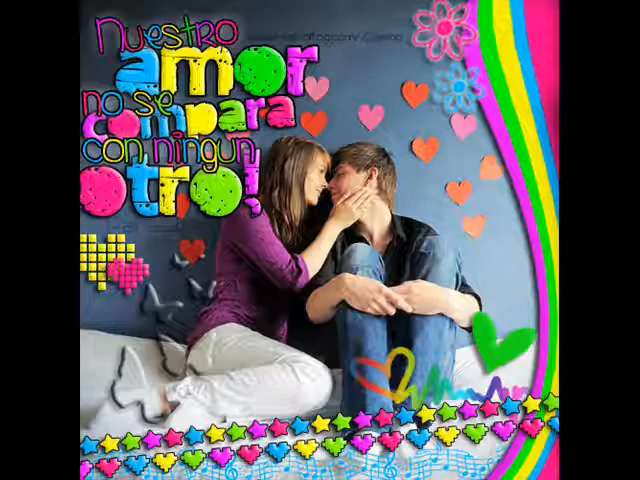 Nuestro
amor
no se
compara
con ningun
otro!